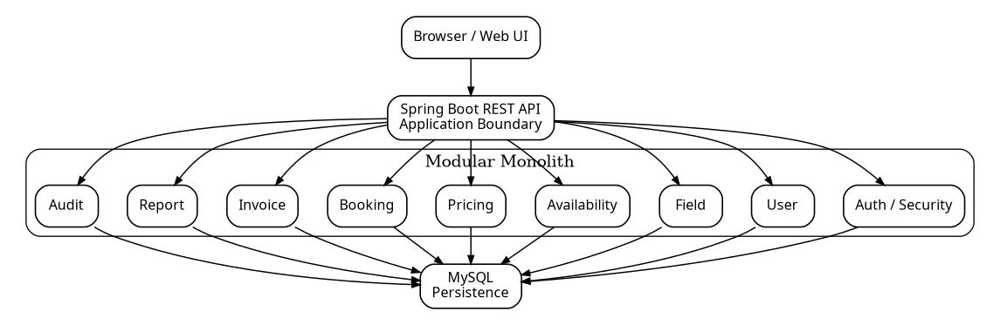 Browser / Web UI
Spring Boot REST API
Application Boundary
Modular Monolith
Audit
Report
Invoice
Booking
Pricing
Availability
Field
User
Auth / Security
MySQL
Persistence